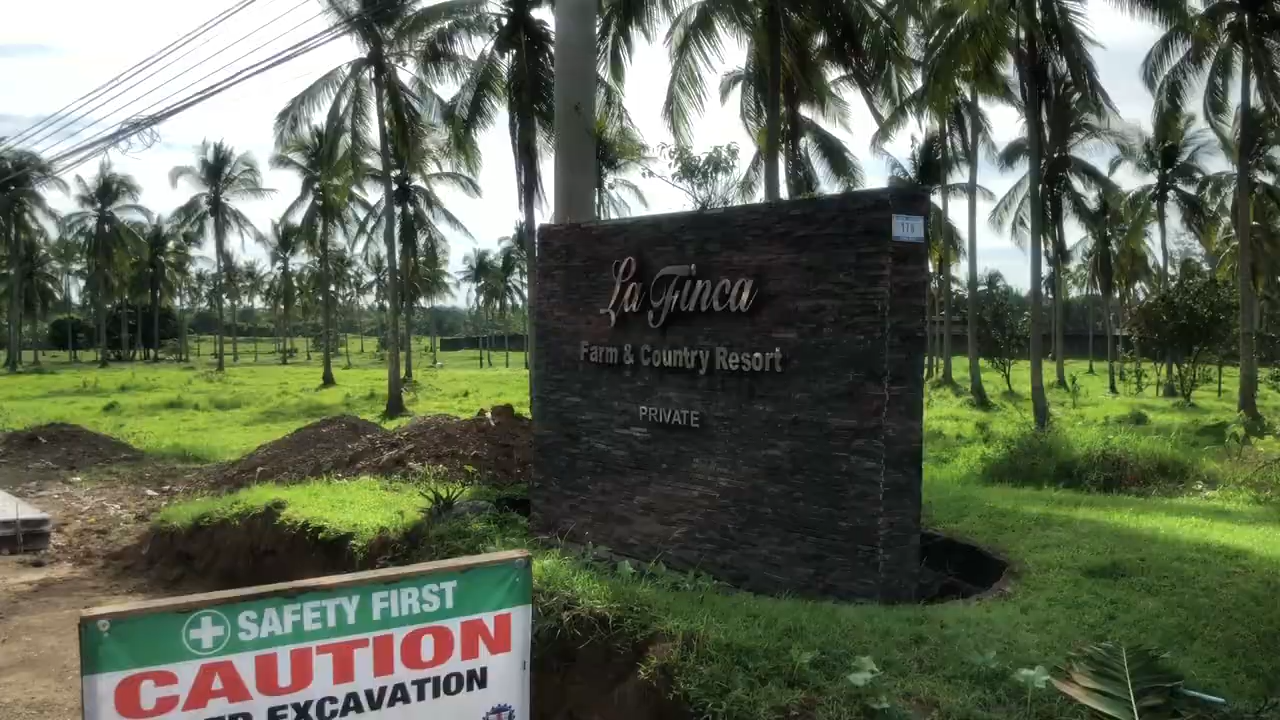 178
La Finca
Farm & Country Resort
PRIVATE
SAFETY FIRST
CAUTION
EXCAVATION